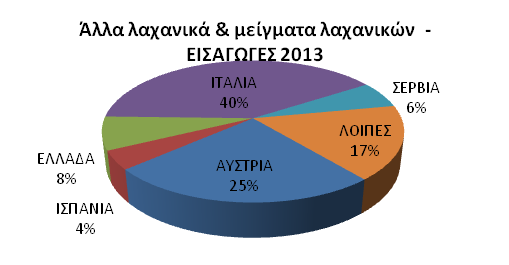 Άλλα λαχανικά & μείγματα λαχανικών -
ΕΙΣΑΓΩΓΕΣ 2013
ΙΤΑΛΙΑ
40%
ΣΕΡΒΙΑ
6%
ΛΟΙΠΕΣ
17%
ΑΥΣΤΡΙΑ
25%
ΕΛΛΑΔΑ
8%
ΙΣΠΑΝΙΑ
4%